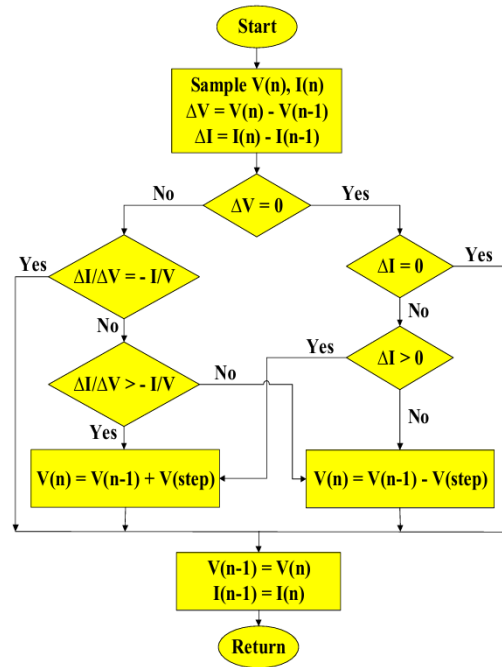 Start
Sample V(n), I(n)
ΔV = V(n) - V(n-1)
ΔI = I(n) - I(n-1)
No
Yes
ΔV = 0
Yes
ΔI/ΔV = - I/V
ΔI = 0
Yes
No
No
Yes
ΔI/ΔV > - I/V
No
ΔI > 0
Yes
No
V(n) = V(n-1) + V(step)
V(n) = V(n-1) - V(step)
V(n-1) = V(n)
I(n-1) = I(n)
Return